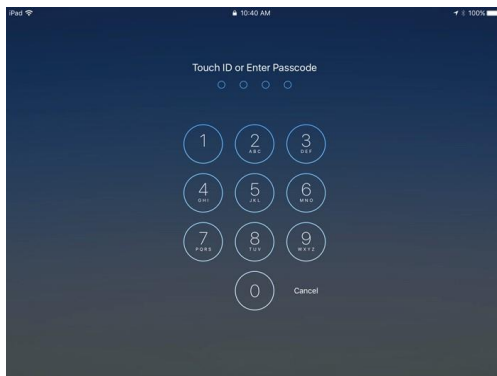 iPad 10:40 AM 100%
Touch ID or Enter Passcode
1 2 3
ABC DEF
4 5 6
GHI JKL MNO
7 8 9
PQRS TUV WXYZ
0 Cancel